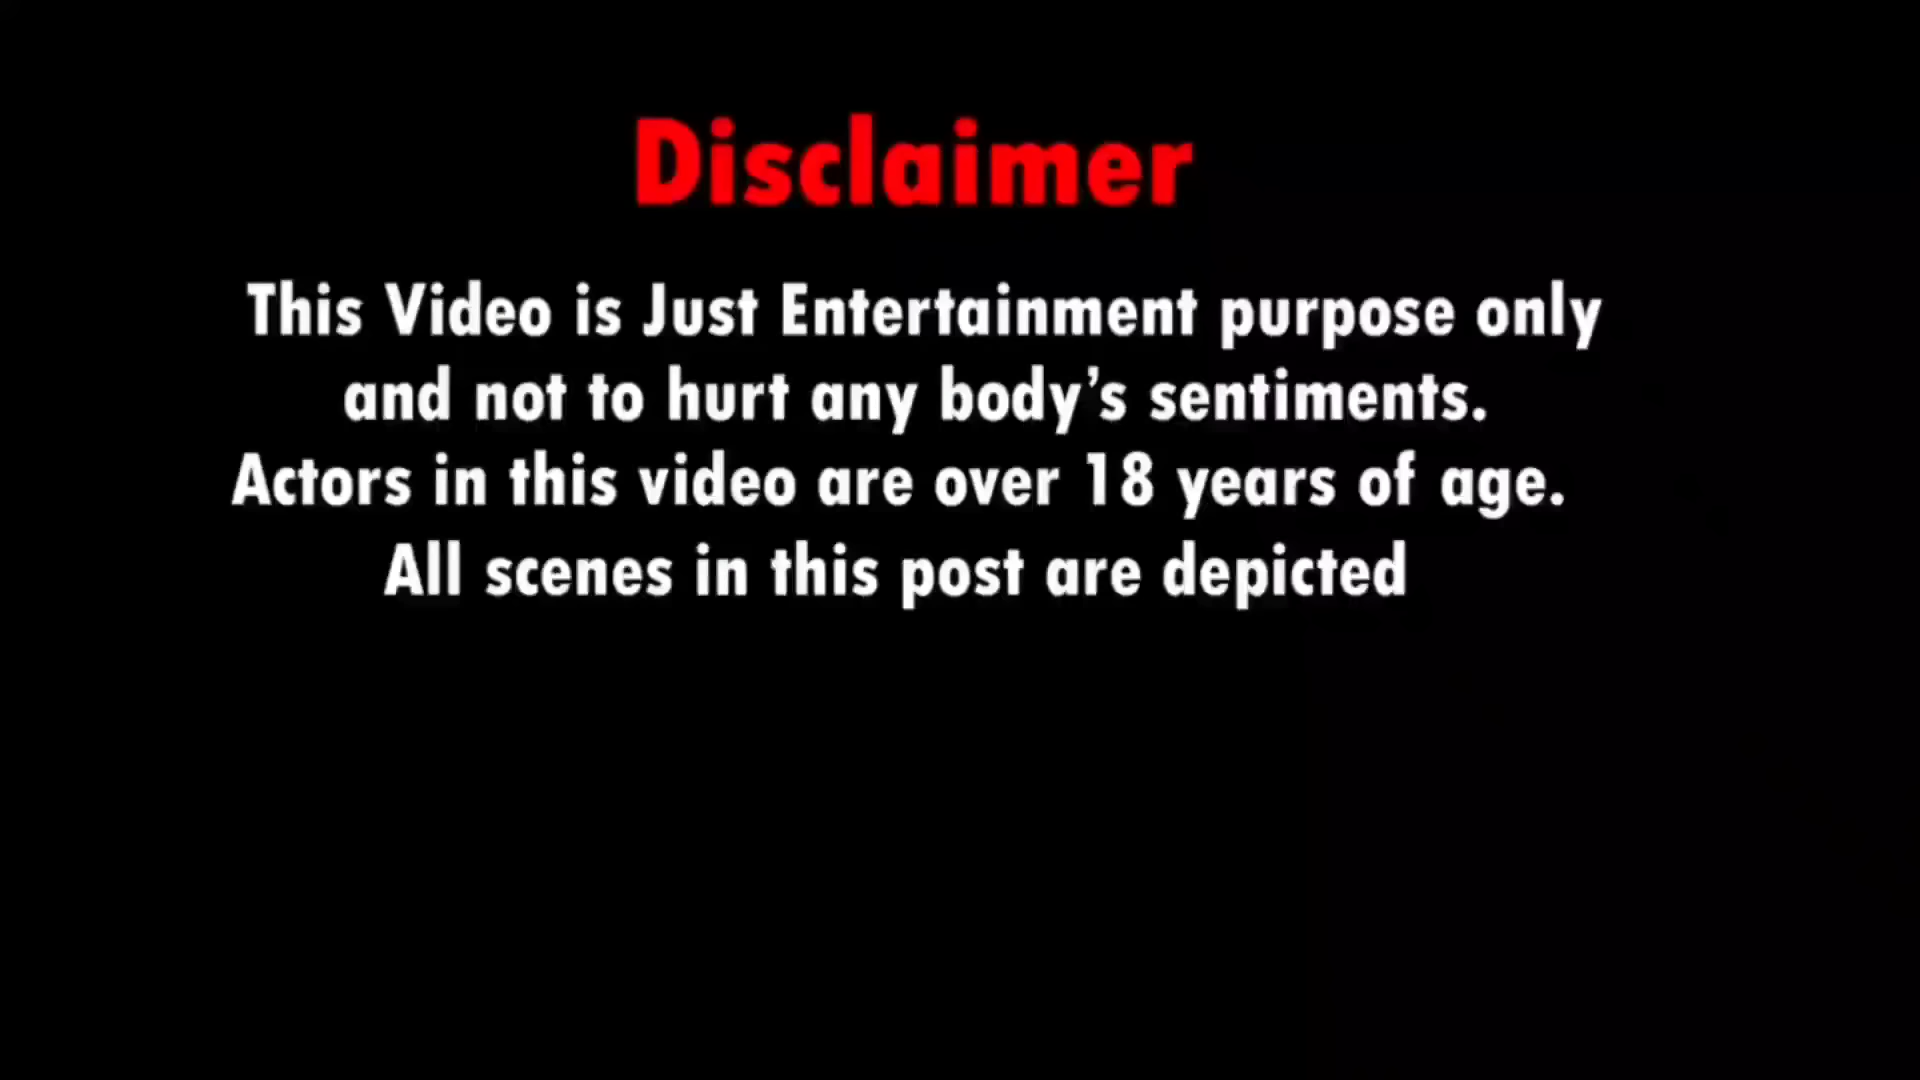 Disclaimer
This Video is Just Entertainment purpose only
and not to hurt any body’s sentiments.
Actors in this video are over 18 years of age.
All scenes in this post are depicted